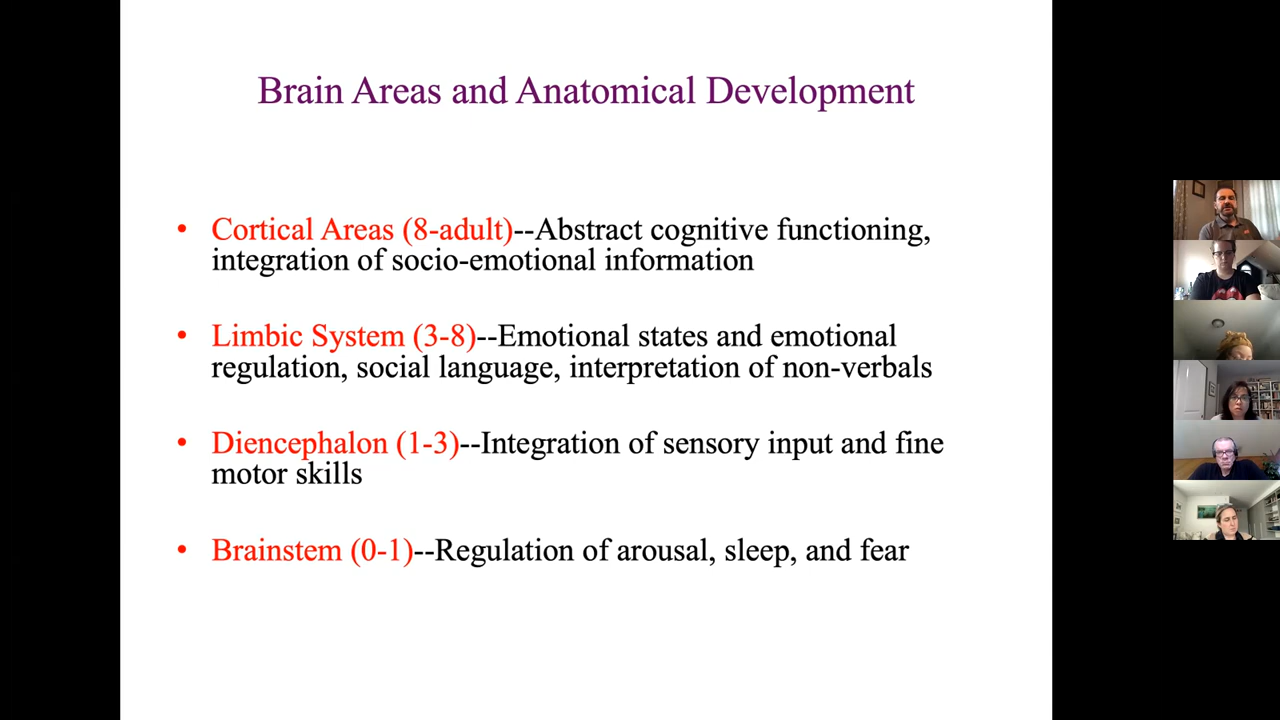 Brain Areas and Anatomical Development
• Cortical Areas (8-adult)--Abstract cognitive functioning,
integration of socio-emotional information
• Limbic System (3-8)--Emotional states and emotional
regulation, social language, interpretation of non-verbals
• Diencephalon (1-3)--Integration of sensory input and fine
motor skills
• Brainstem (0-1)--Regulation of arousal, sleep, and fear